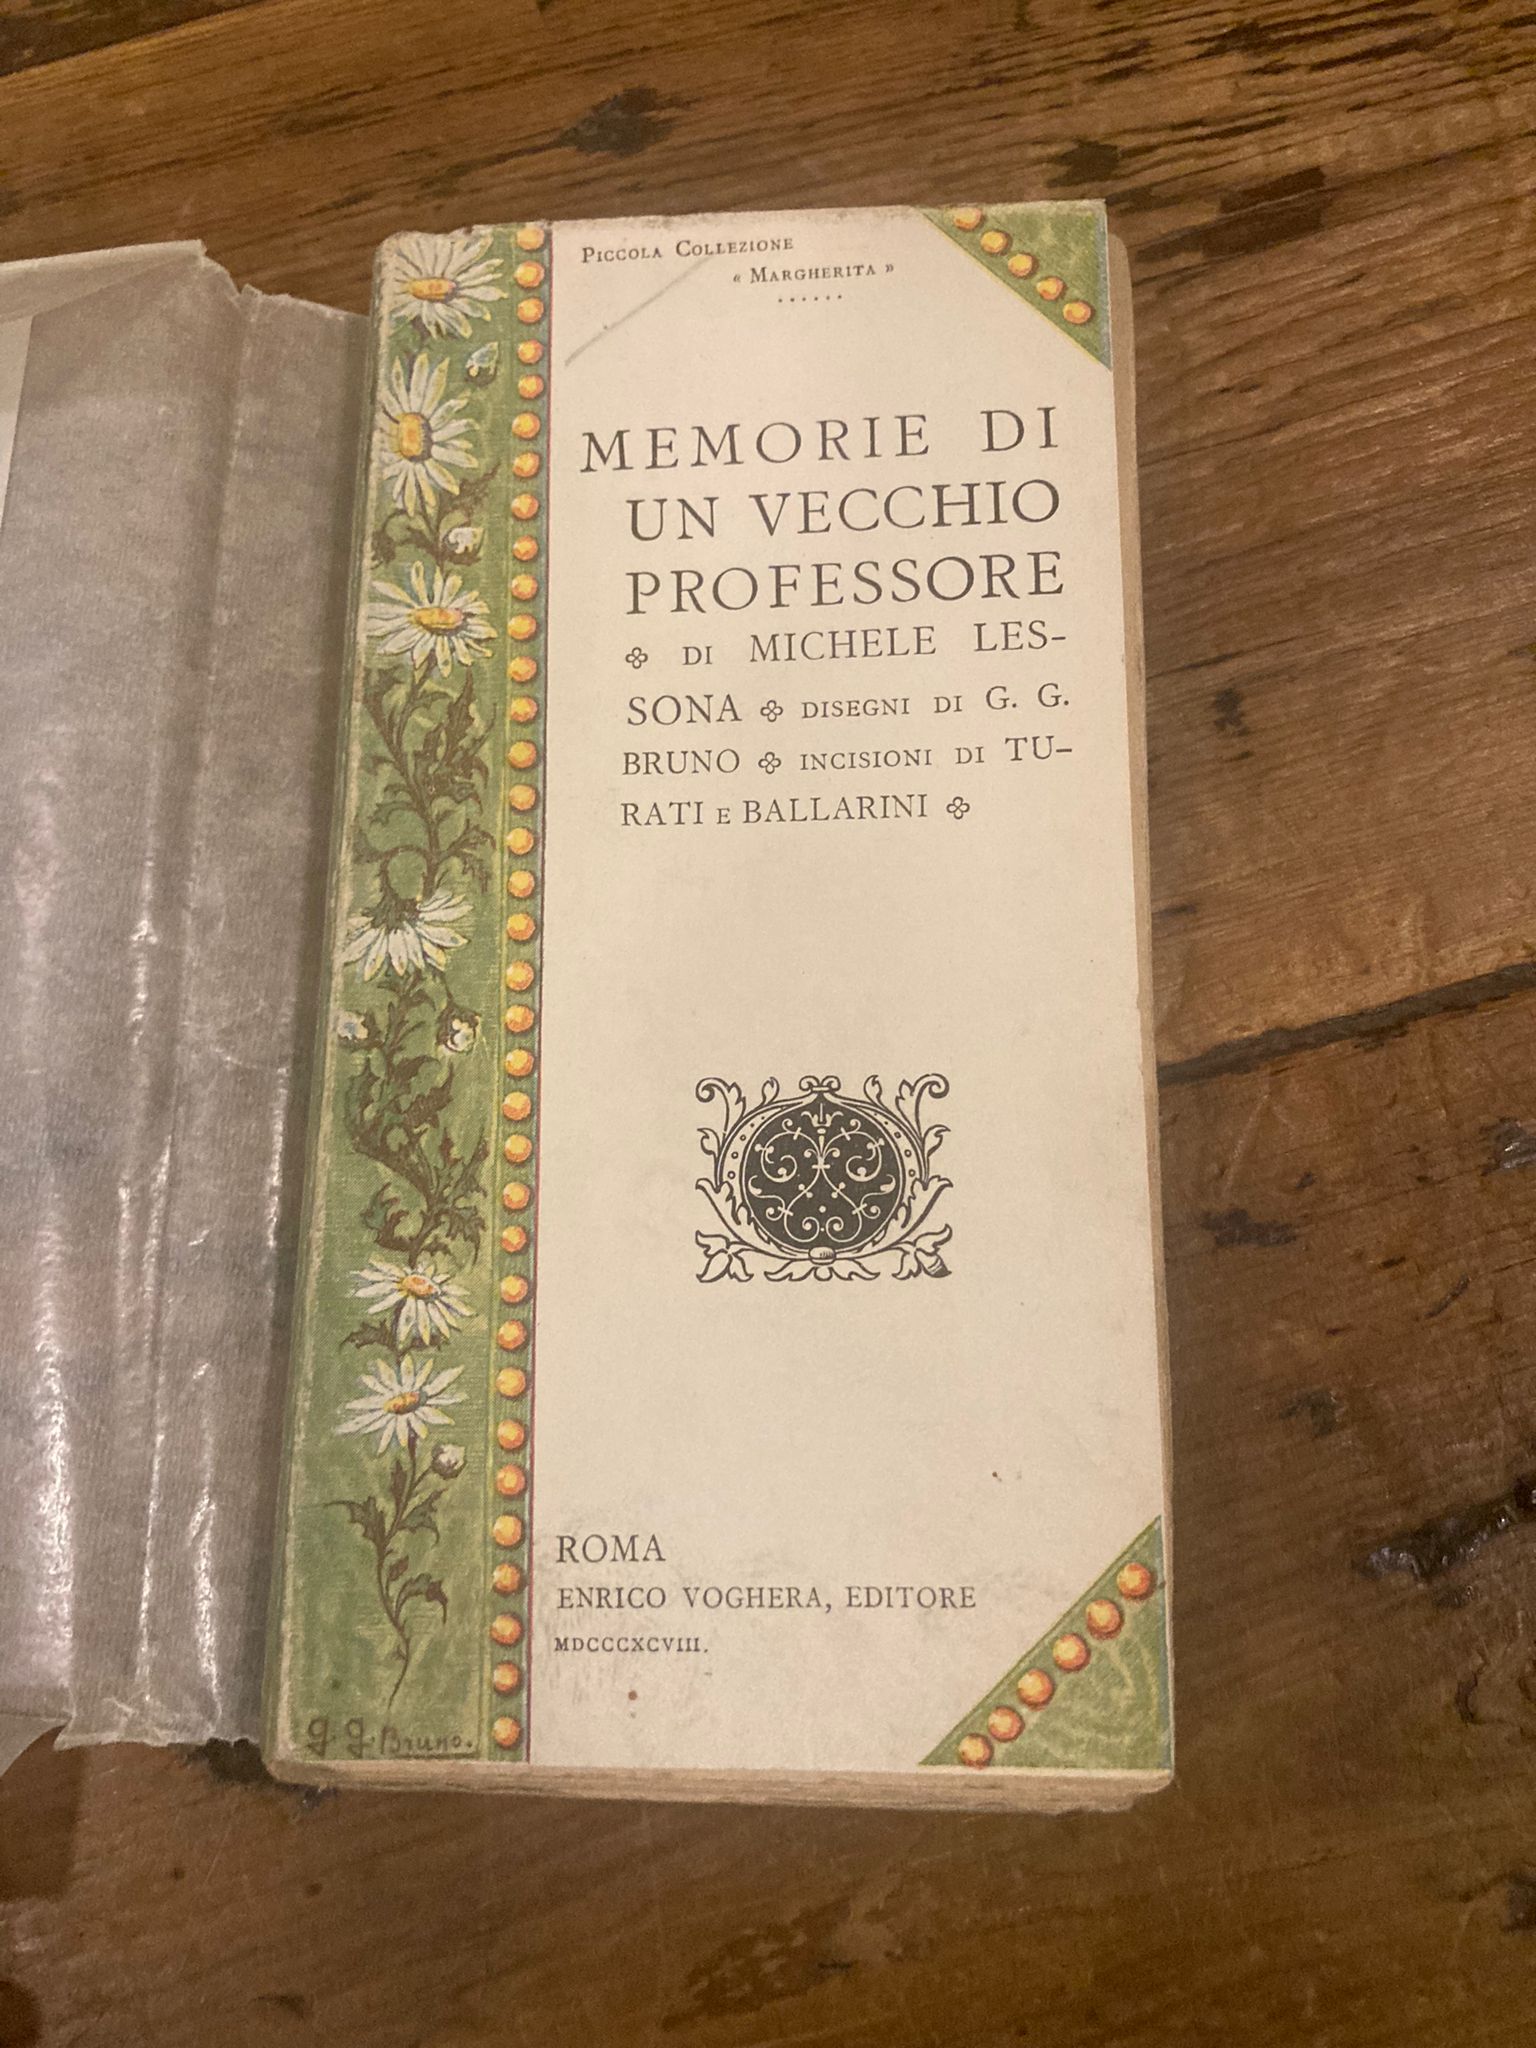 PICCOLA COLLEZIONE
« MARGHERITA »
MEMORIE DI
UN VECCHIO
PROFESSORE
DI MICHELE LES-
SONA DISEGNI DI G. G.
BRUNO INCISIONI DI TU-
RATI E BALLARINI
ROMA
ENRICO VOGHERA, EDITORE
MDCCCXCVIII.
G. G. Bruno.